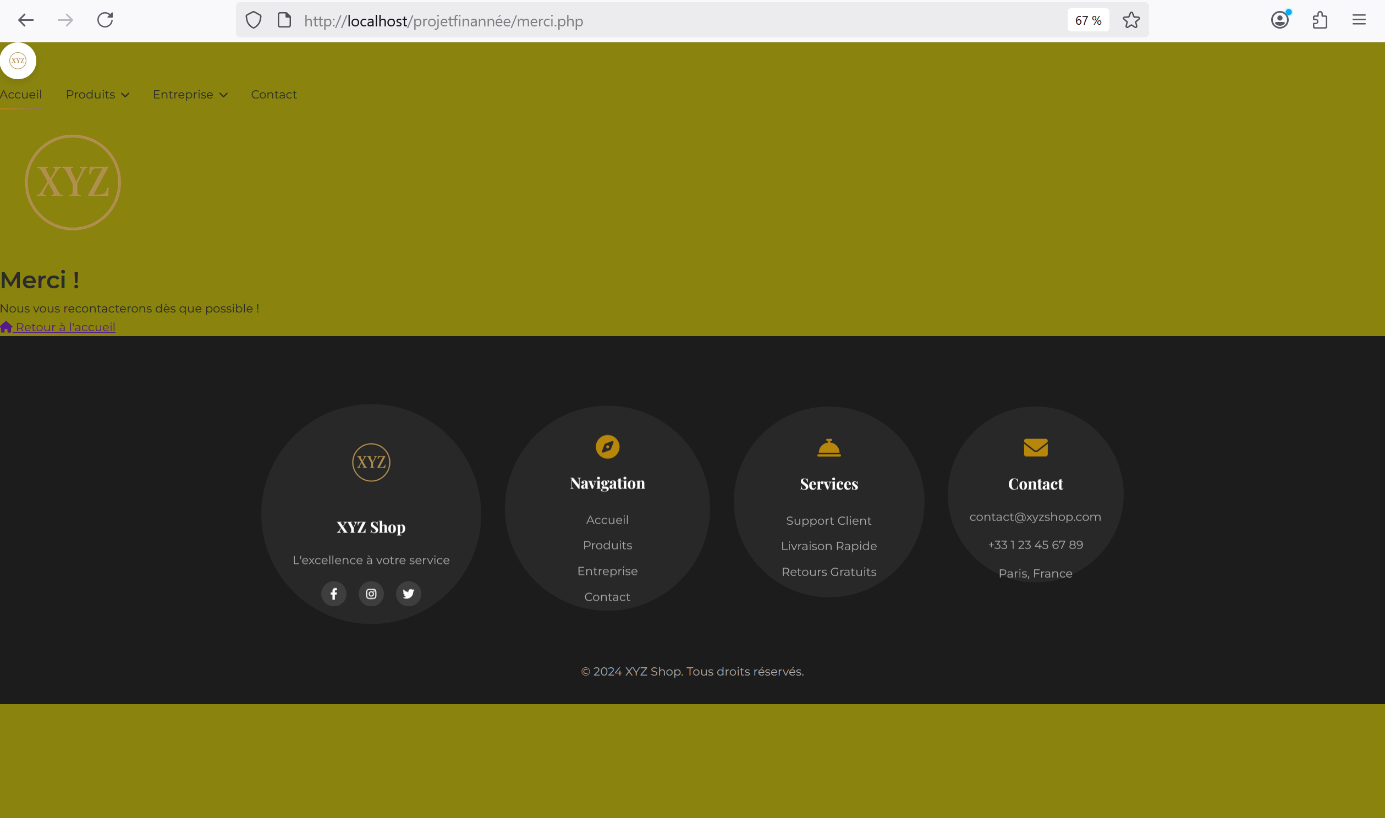 http://localhost/projetfinannée/merci.php
67 %
XYZ
Accueil Produits Entreprise Contact
XYZ
Merci !
Nous vous recontacterons dès que possible !
Retour à l'accueil
XYZ
XYZ Shop
L'excellence à votre service
Navigation
Accueil
Produits
Entreprise
Contact
Services
Support Client
Livraison Rapide
Retours Gratuits
Contact
contact@xyzshop.com
+33 1 23 45 67 89
Paris, France
© 2024 XYZ Shop. Tous droits réservés.